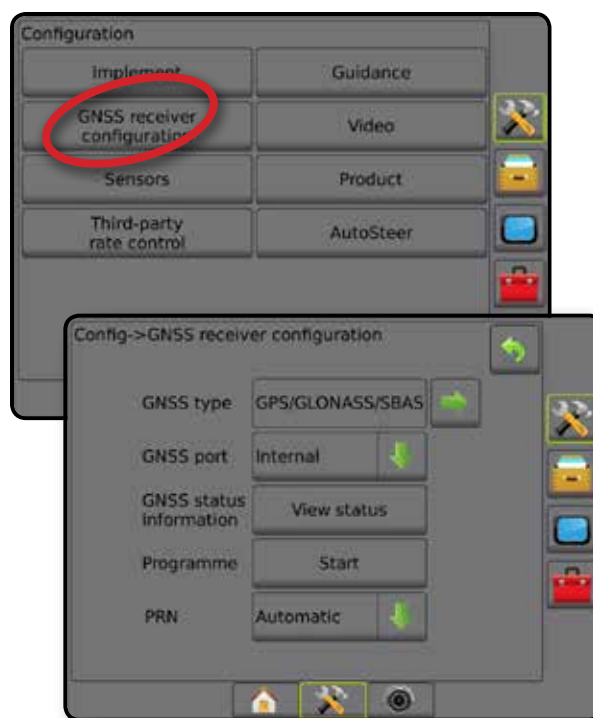 Configuration
Implement
Guidance
GNSS receiver
configuration
Video
Sensors
Product
Third-party
rate control
AutoSteer
Config->GNSS receiver configuration
GNSS type
GPS/GLONASS/SBAS
GNSS port
Internal
GNSS status
information
View status
Programme
Start
PRN
Automatic